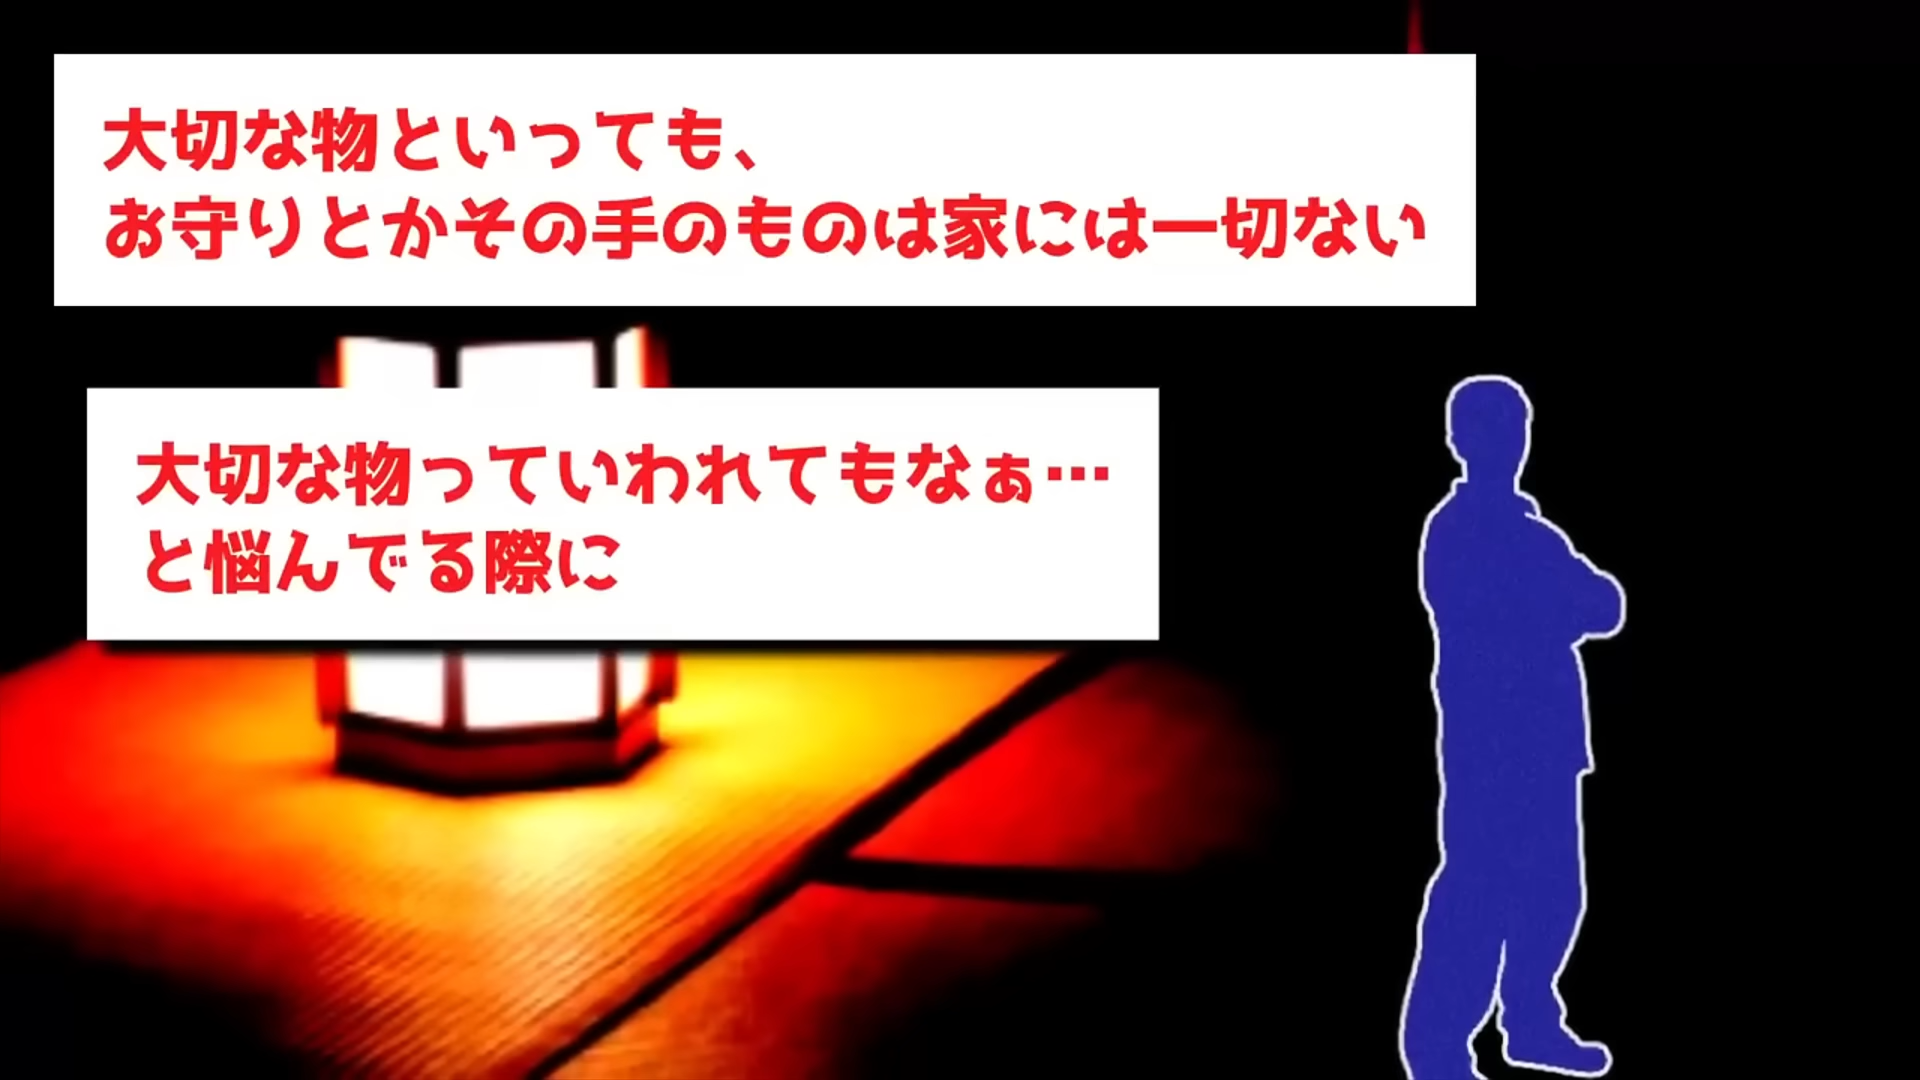 大切な物といっても、
お守りとかその手のものは家には一切ない
大切な物っていわれてもなぁ…
と悩んでる際に